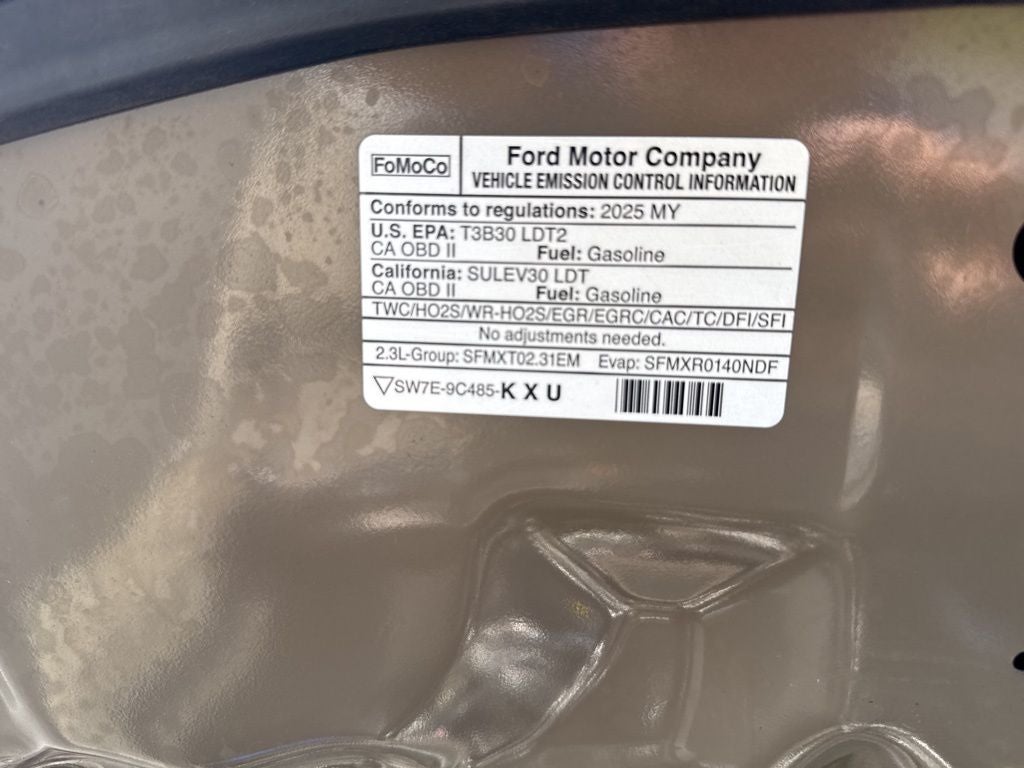 FoMoCo
Ford Motor Company
VEHICLE EMISSION CONTROL INFORMATION
Conforms to regulations: 2025 MY
U.S. EPA: T3B30 LDT2
CA OBD II Fuel: Gasoline
California: SULEV30 LDT
CA OBD II Fuel: Gasoline
TWC/HO2S/WR-HO2S/EGR/EGRC/CAC/TC/DFI/SFI
No adjustments needed.
2.3L-Group: SFMXT02.31EM Evap: SFMXR0140NDF
▽SW7E-9C485-K X U